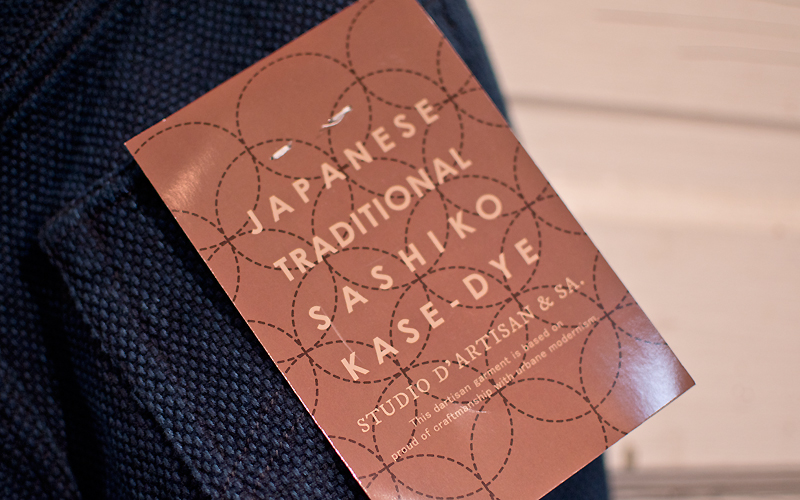 JAPANESE
TRADITIONAL
SASHIKO
KASE-DYE
STUDIO D'ARTISAN & SA.
This dartisan garment is based on
proud of craftmanship with urbane modernism.